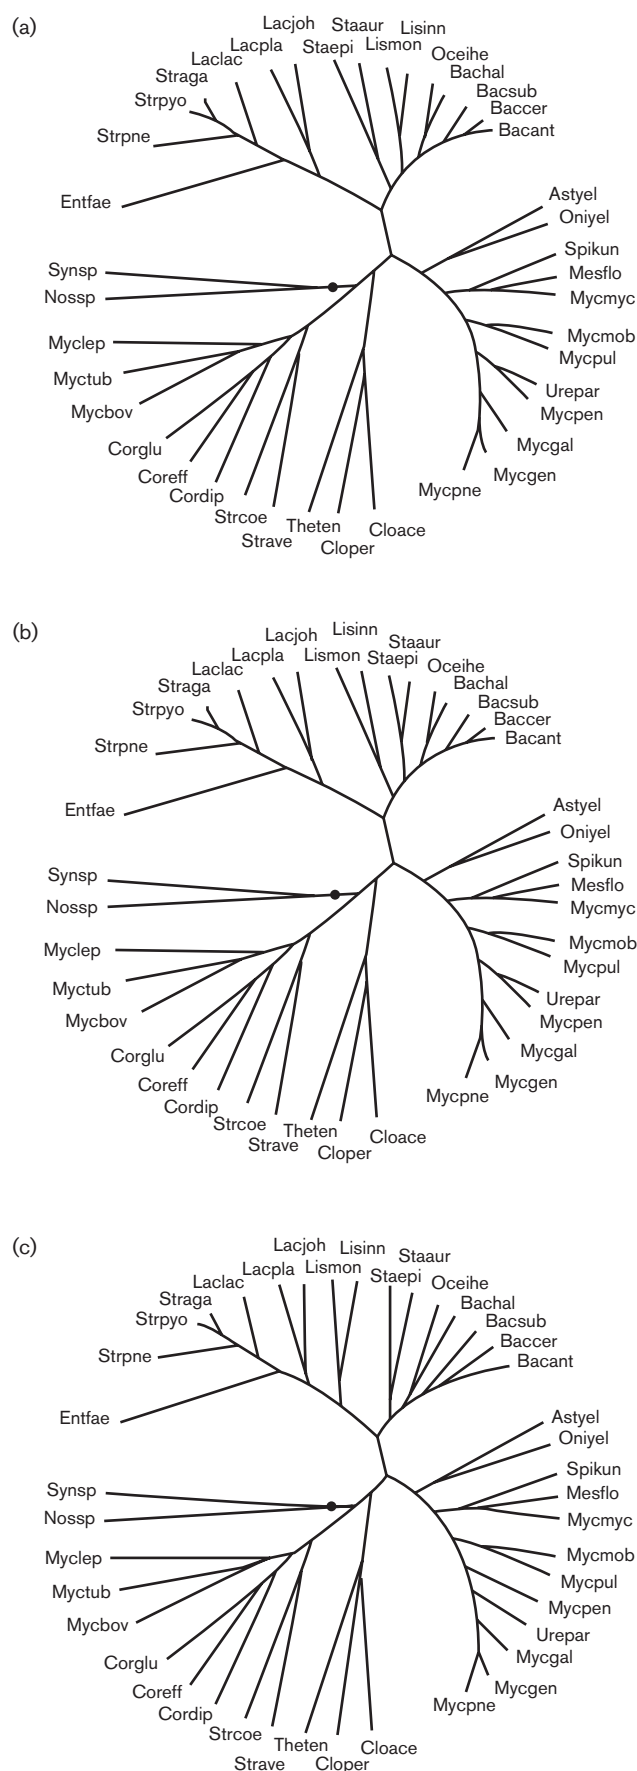 (a)
Lacjoh
Lacpla
Laclac
Straga
Strpyo
Strpne
Entfae
Staaur
Staepi
Lisinn
Lismon
Oceihe
Bachal
Bacsub
Baccer
Bacant
Astyel
Oniyel
Spikun
Mesflo
Mycmyc
Mycmob
Mycpul
Urepar
Mycpen
Mycgal
Mycgen
Mycpne
Cloace
Cloper
Theten
Strave
Strcoe
Cordip
Coreff
Corglu
Mycbov
Myctub
Myclep
Nossp
Synsp
(b)
Lacjoh
Lacpla
Laclac
Straga
Strpyo
Strpne
Entfae
Lisinn
Lismon
Staaur
Staepi
Oceihe
Bachal
Bacsub
Baccer
Bacant
Astyel
Oniyel
Spikun
Mesflo
Mycmyc
Mycmob
Mycpul
Urepar
Mycpen
Mycgal
Mycgen
Mycpne
Cloace
Cloper
Theten
Strave
Strcoe
Cordip
Coreff
Corglu
Mycbov
Myctub
Myclep
Nossp
Synsp
(c)
Lacjoh
Lacpla
Laclac
Straga
Strpyo
Strpne
Entfae
Lisinn
Lismon
Staaur
Staepi
Oceihe
Bachal
Bacsub
Baccer
Bacant
Astyel
Oniyel
Spikun
Mesflo
Mycmyc
Mycmob
Mycpul
Mycpen
Urepar
Mycgal
Mycgen
Mycpne
Cloace
Cloper
Theten
Strave
Strcoe
Cordip
Coreff
Corglu
Mycbov
Myctub
Myclep
Nossp
Synsp